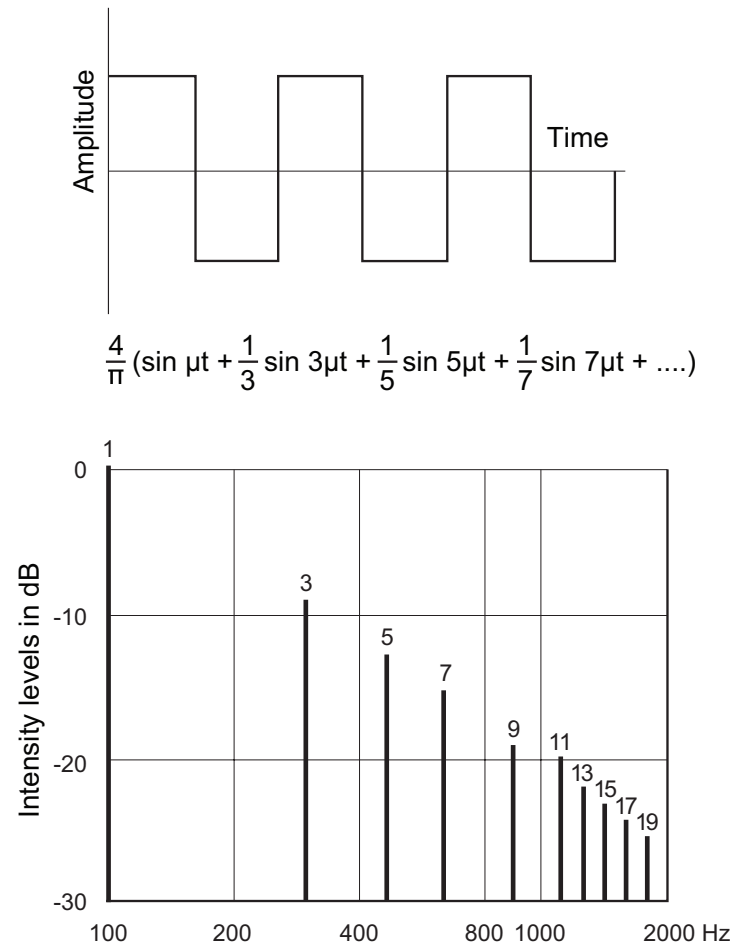 Amplitude
Time
4/π (sin µt + 1/3 sin 3µt + 1/5 sin 5µt + 1/7 sin 7µt + ....)
Intensity levels in dB
1
0
3
-10
5
7
9
11
-20
13
15
17
19
-30
100 200 400 800 1000 2000 Hz